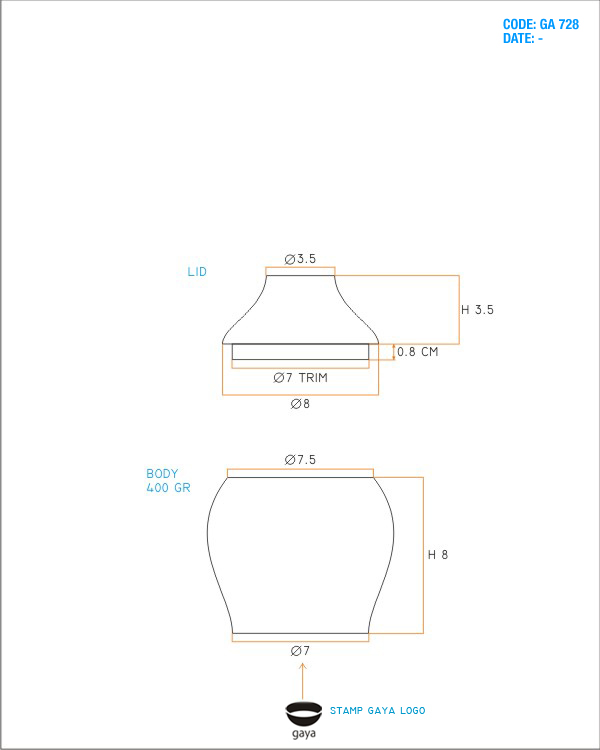 CODE: GA 728
DATE: -
LID
Ø3.5
H 3.5
0.8 CM
Ø7 TRIM
Ø8
BODY
400 GR
Ø7.5
H 8
Ø7
STAMP GAYA LOGO
gaya